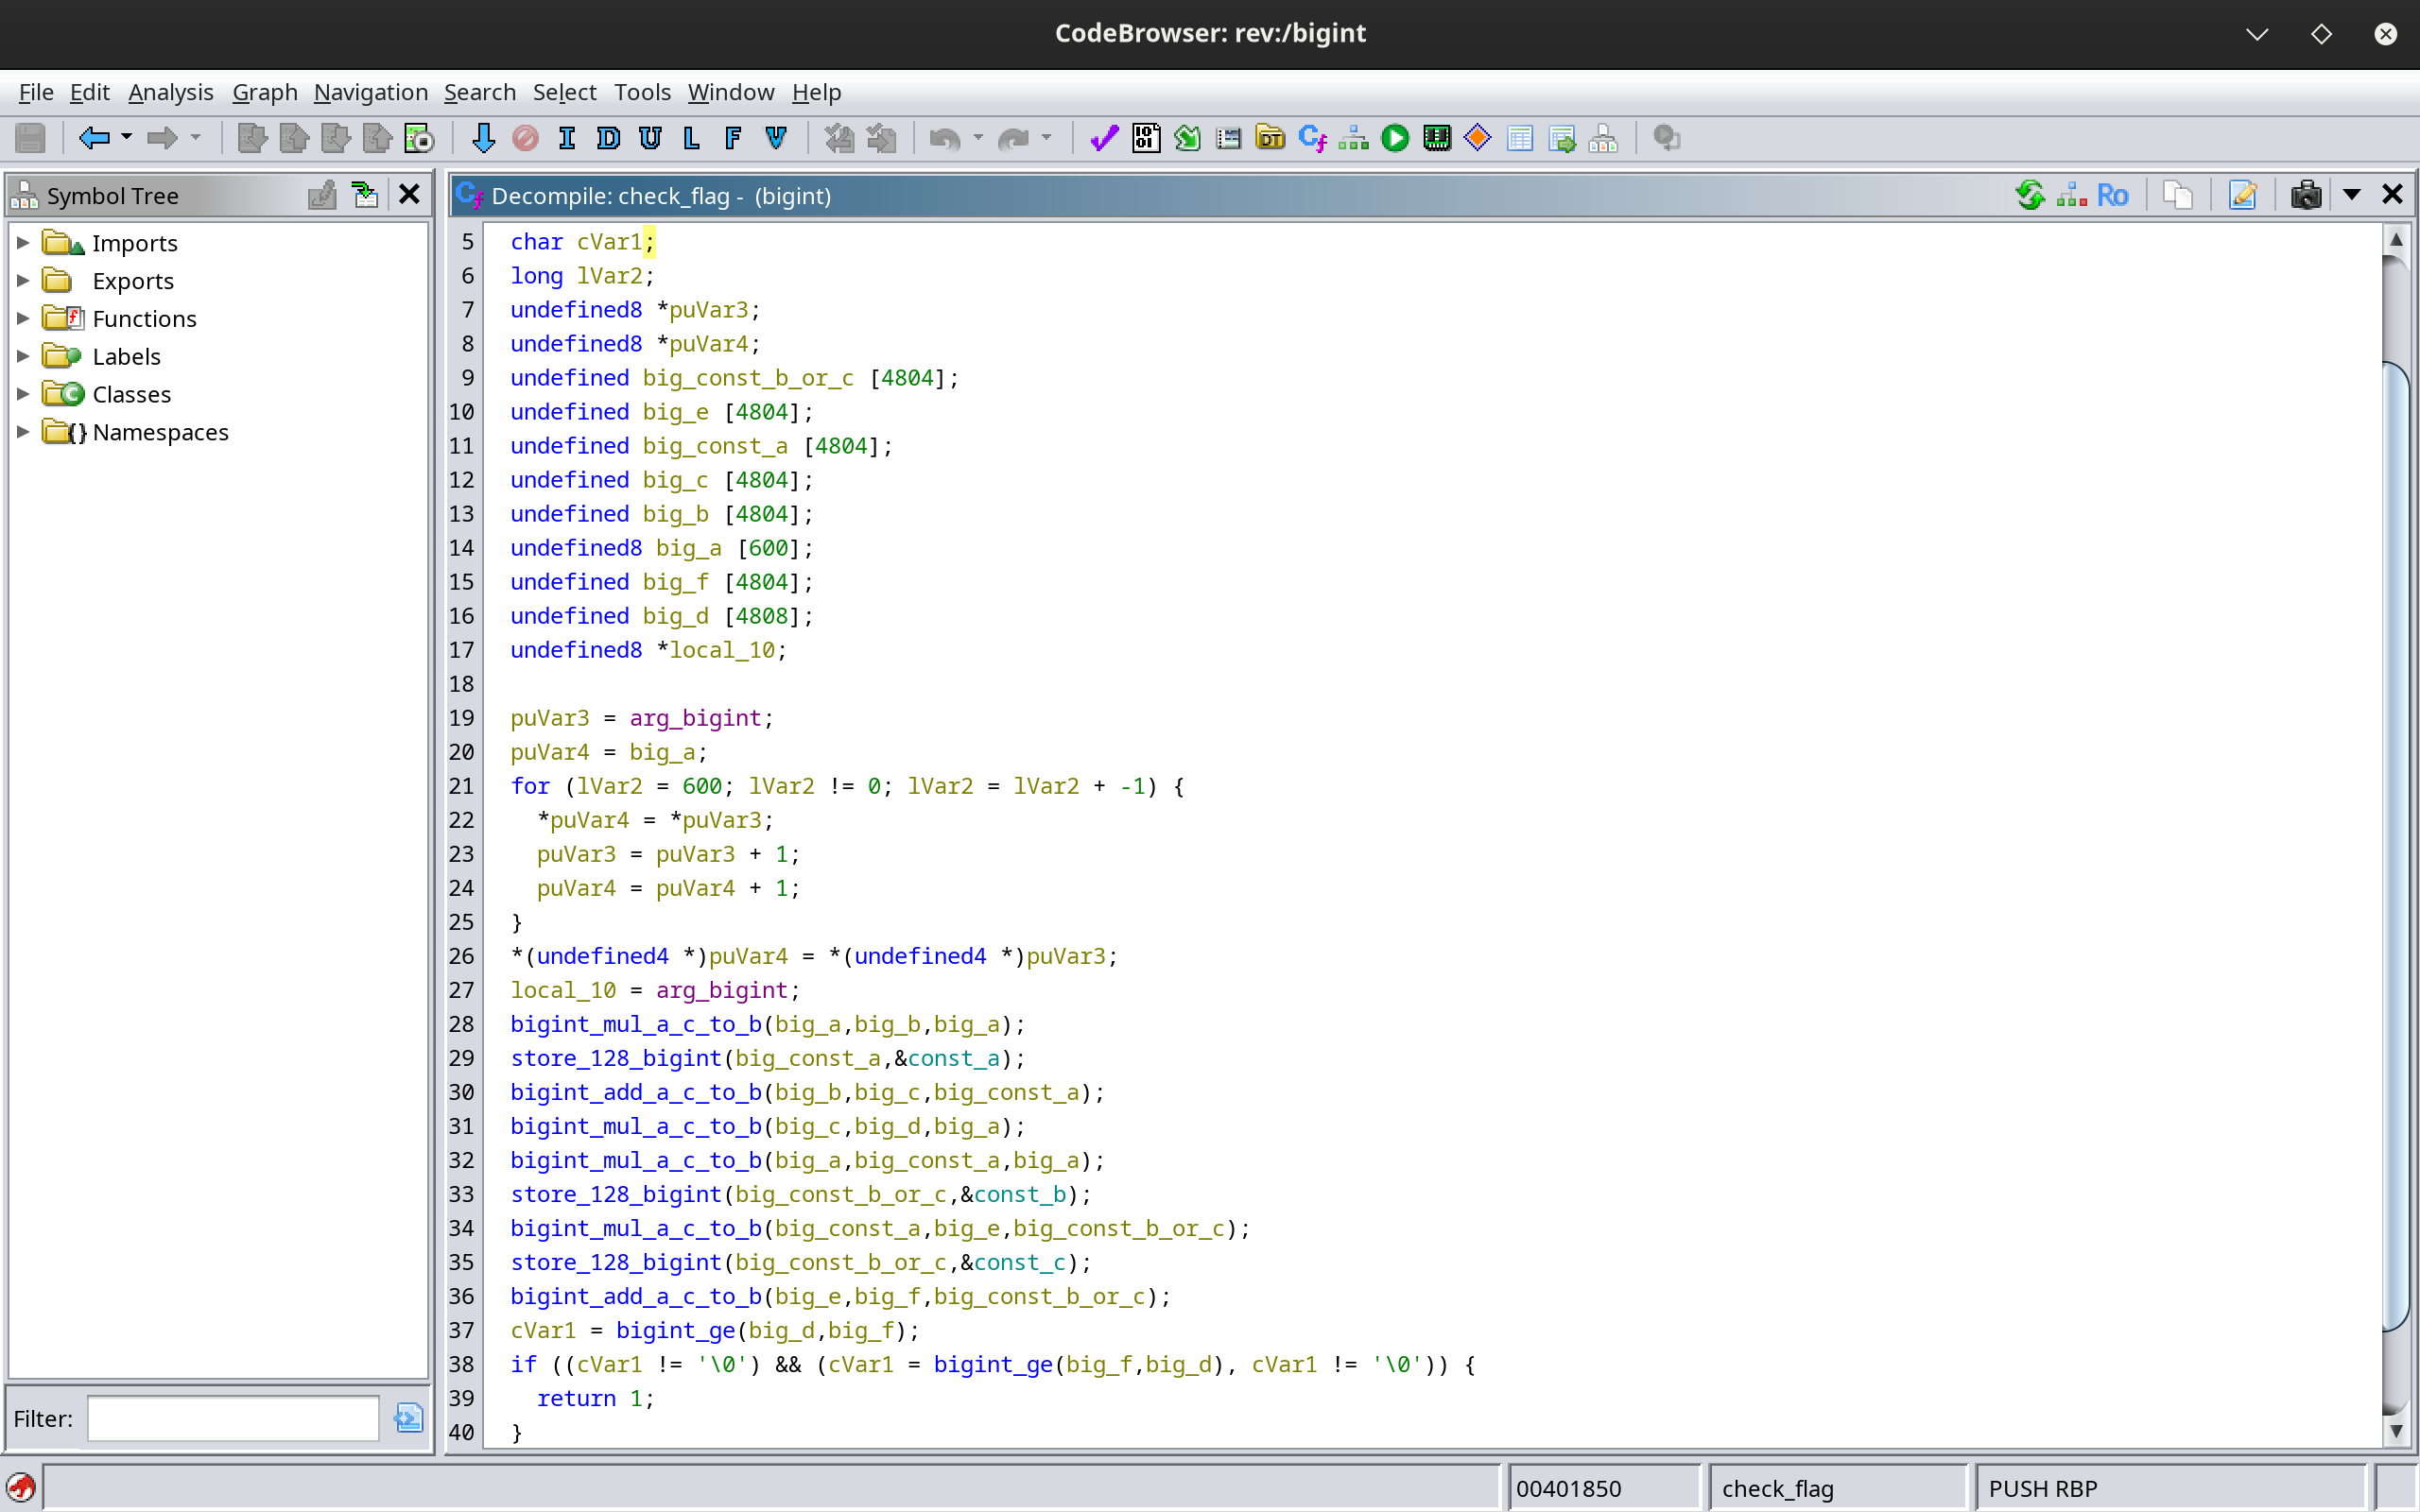 CodeBrowser: rev:/bigint
File Edit Analysis Graph Navigation Search Select Tools Window Help
I D U L F V
Symbol Tree
Imports
Exports
Functions
Labels
Classes
Namespaces
Filter:
Decompile: check_flag - (bigint)
Ro
5 char cVar1;
6 long lVar2;
7 undefined8 *puVar3;
8 undefined8 *puVar4;
9 undefined big_const_b_or_c [4804];
10 undefined big_e [4804];
11 undefined big_const_a [4804];
12 undefined big_c [4804];
13 undefined big_b [4804];
14 undefined8 big_a [600];
15 undefined big_f [4804];
16 undefined big_d [4808];
17 undefined8 *local_10;
18
19 puVar3 = arg_bigint;
20 puVar4 = big_a;
21 for (lVar2 = 600; lVar2 != 0; lVar2 = lVar2 + -1) {
22 *puVar4 = *puVar3;
23 puVar3 = puVar3 + 1;
24 puVar4 = puVar4 + 1;
25 }
26 *(undefined4 *)puVar4 = *(undefined4 *)puVar3;
27 local_10 = arg_bigint;
28 bigint_mul_a_c_to_b(big_a,big_b,big_a);
29 store_128_bigint(big_const_a,&const_a);
30 bigint_add_a_c_to_b(big_b,big_c,big_const_a);
31 bigint_mul_a_c_to_b(big_c,big_d,big_a);
32 bigint_mul_a_c_to_b(big_a,big_const_a,big_a);
33 store_128_bigint(big_const_b_or_c,&const_b);
34 bigint_mul_a_c_to_b(big_const_a,big_e,big_const_b_or_c);
35 store_128_bigint(big_const_b_or_c,&const_c);
36 bigint_add_a_c_to_b(big_e,big_f,big_const_b_or_c);
37 cVar1 = bigint_ge(big_d,big_f);
38 if ((cVar1 != '\0') && (cVar1 = bigint_ge(big_f,big_d), cVar1 != '\0')) {
39 return 1;
40 }
00401850 check_flag PUSH RBP